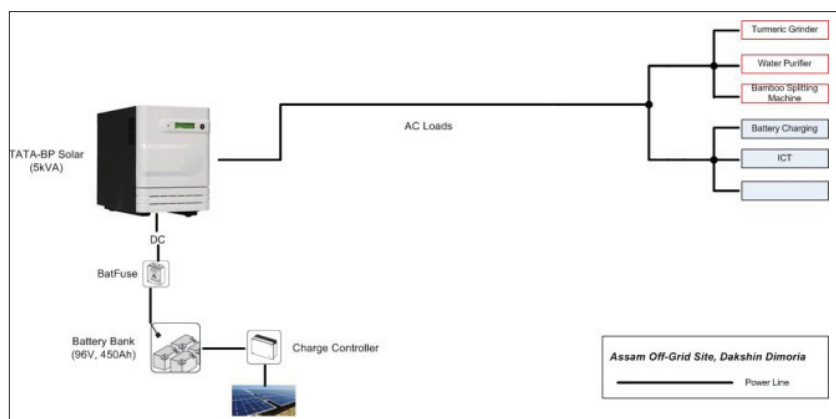 Turmeric Grinder
Water Purifier
Bamboo Splitting
Machine
AC Loads
Battery Charging
TATA-BP Solar
(5kVA)
ICT
DC
BatFuse
Battery Bank
(96V, 450Ah)
Charge Controller
Assam Off-Grid Site, Dakshin Dimoria
Power Line